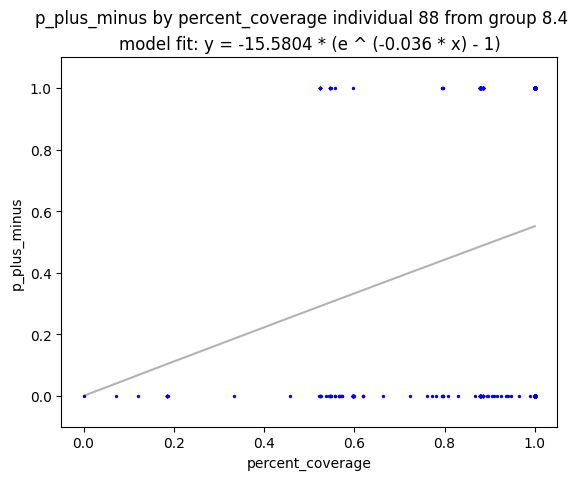 p_plus_minus by percent_coverage individual 88 from group 8.4
model fit: y = -15.5804 * (e ^ (-0.036 * x) - 1)
1.0
0.8
0.6
0.4
0.2
0.0
p_plus_minus
0.0 0.2 0.4 0.6 0.8 1.0
percent_coverage